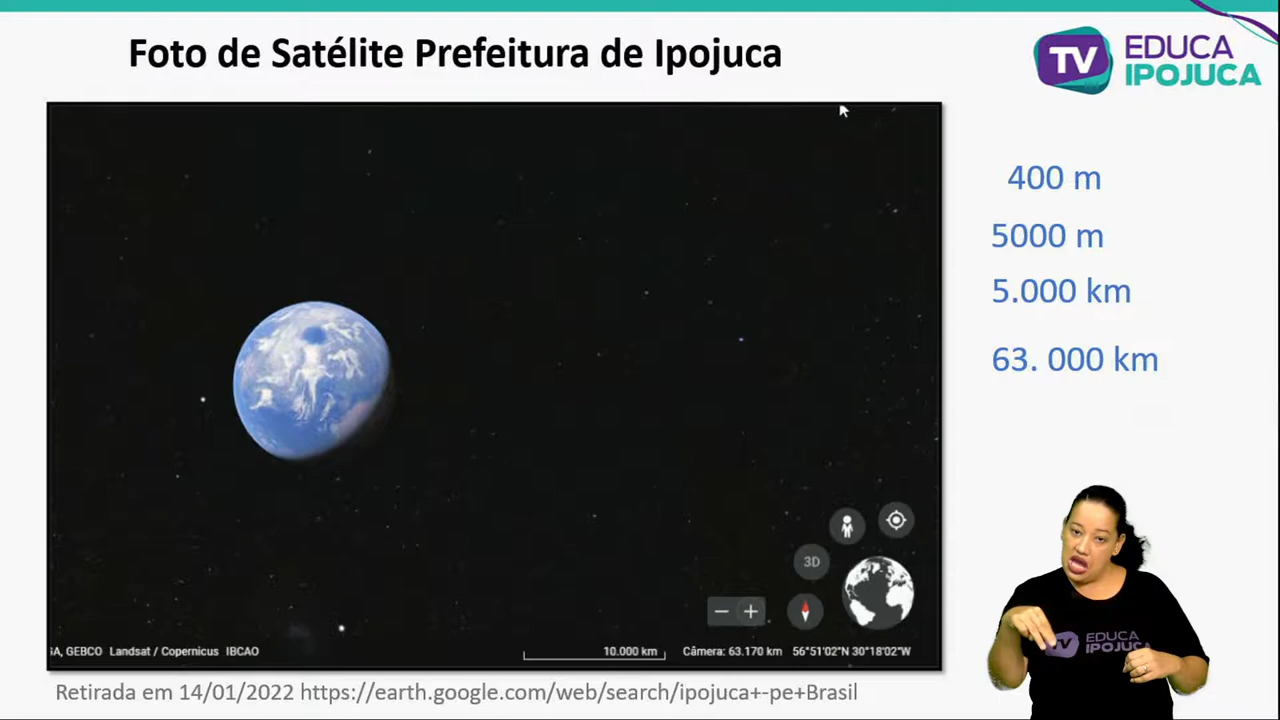 Foto de Satélite Prefeitura de Ipojuca
TV EDUCA
IPOJUCA
400 m
5000 m
5.000 km
63. 000 km
3D
A, GEBCO Landsat / Copernicus IBCAO
10.000 km
Câmera: 63.170 km 56°51'02"N 30°18'02"W
TV EDUCA
IPOJUCA
Retirada em 14/01/2022 https://earth.google.com/web/search/ipojuca+-pe+Brasil